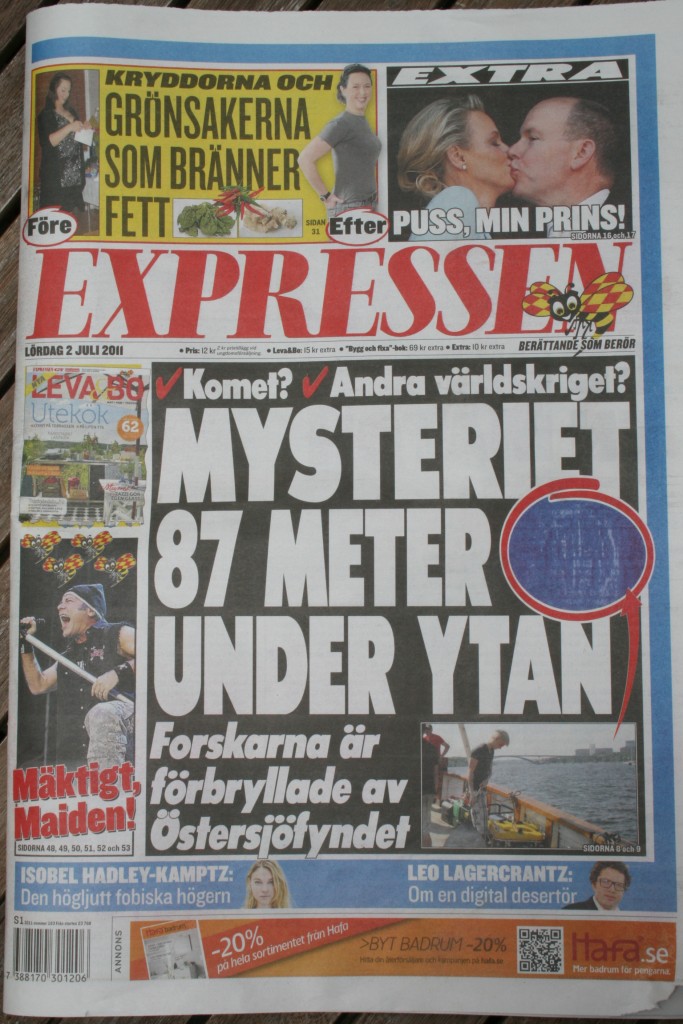 KRYDDORNA OCH
GRÖNSAKERNA
SOM BRÄNNER
FETT
SIDAN
31
Före
Efter
EXTRA
PUSS, MIN PRINS!
SIDORNA 16 och 17
EXPRESSEN
LÖRDAG 2 JULI 2011
• Pris: 12 kr
• Leva&Bo: 15 kr extra • "Bygg och fixa"-bok: 69 kr extra • Extra: 10 kr extra
BERÄTTANDE SOM BERÖR
LEVA BO
Utekök
62
Komet? Andra världskriget?
MYSTERIET
87 METER
UNDER YTAN
Forskarna är
förbryllade av
Östersjöfyndet
SIDORNA 8 och 9
Mäktigt,
Maiden!
SIDORNA 48, 49, 50, 51, 52 och 53
ISOBEL HADLEY-KAMPTZ:
Den högljutt fobiska högern
LEO LAGERCRANTZ:
Om en digital desertör
S1
7 388170 301206
ANNONS
-20%
på hela sortimentet från Hafa
>BYT BADRUM -20%
Hafa.se
Mer badrum för pengarna